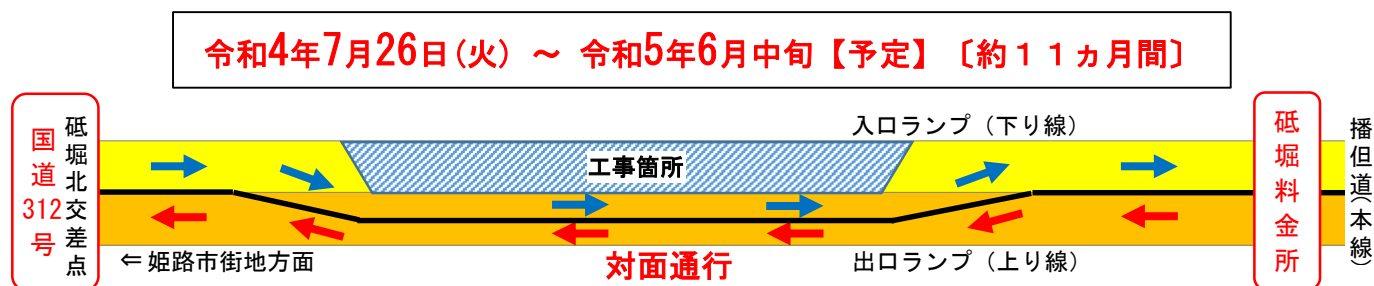 令和4年7月26日(火) ～ 令和5年6月中旬【予定】〔約１１ヵ月間〕
国道312号
砥堀北交差点
入口ランプ（下り線）
工事箇所
⇐姫路市街地方面
対面通行
出口ランプ（上り線）
砥堀料金所
播但道（本線）